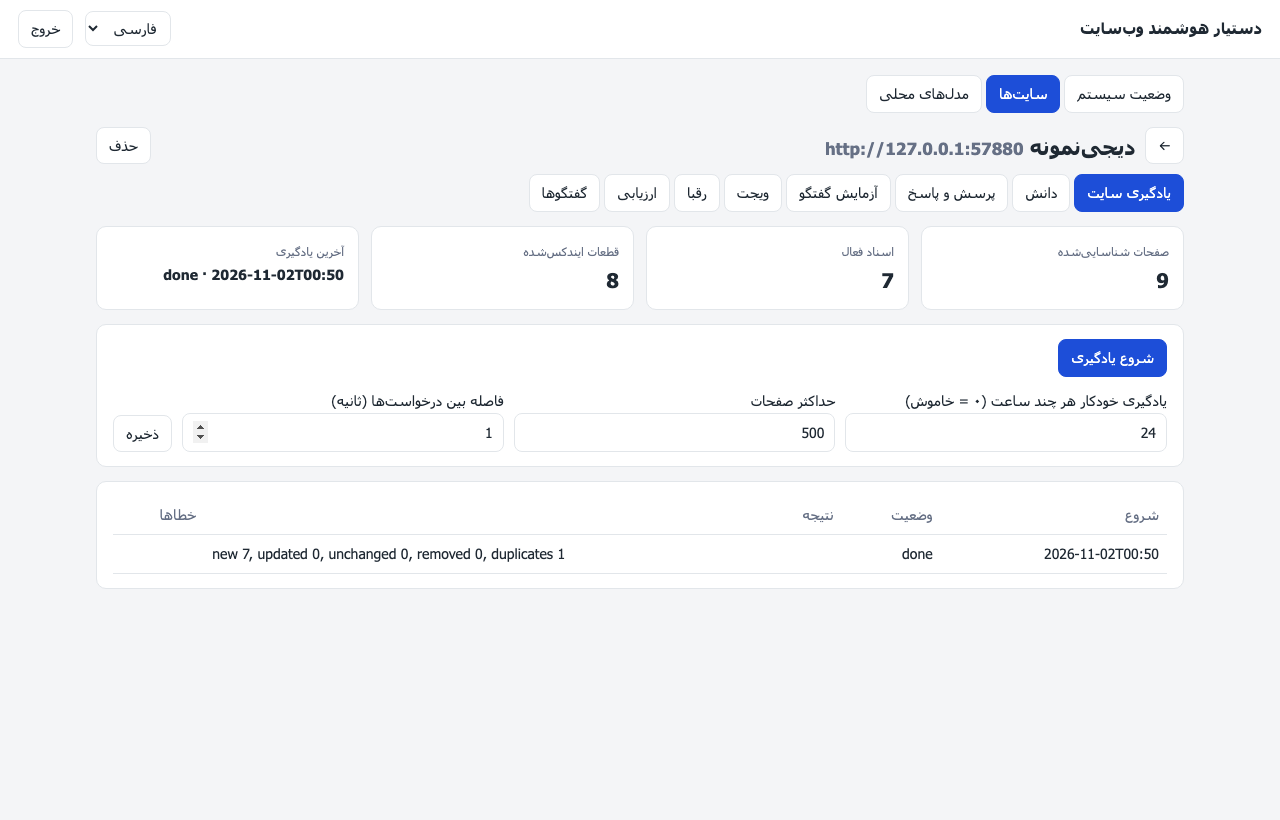 دستیار هوشمند وب‌سایت
فارسی
خروج
وضعیت سیستم
سایت‌ها
مدل‌های محلی
←
دیجی‌نمونه http://127.0.0.1:57880
حذف
یادگیری سایت
دانش
پرسش و پاسخ
آزمایش گفتگو
ویجت
رقبا
ارزیابی
گفتگوها
صفحات شناسایی‌شده
9
اسناد فعال
7
قطعات ایندکس‌شده
8
آخرین یادگیری
done · 2026-11-02T00:50
شروع یادگیری
یادگیری خودکار هر چند ساعت (۰ = خاموش)
24
حداکثر صفحات
500
فاصله بین درخواست‌ها (ثانیه)
1
ذخیره
شروع وضعیت نتیجه خطاها
2026-11-02T00:50 done new 7, updated 0, unchanged 0, removed 0, duplicates 1